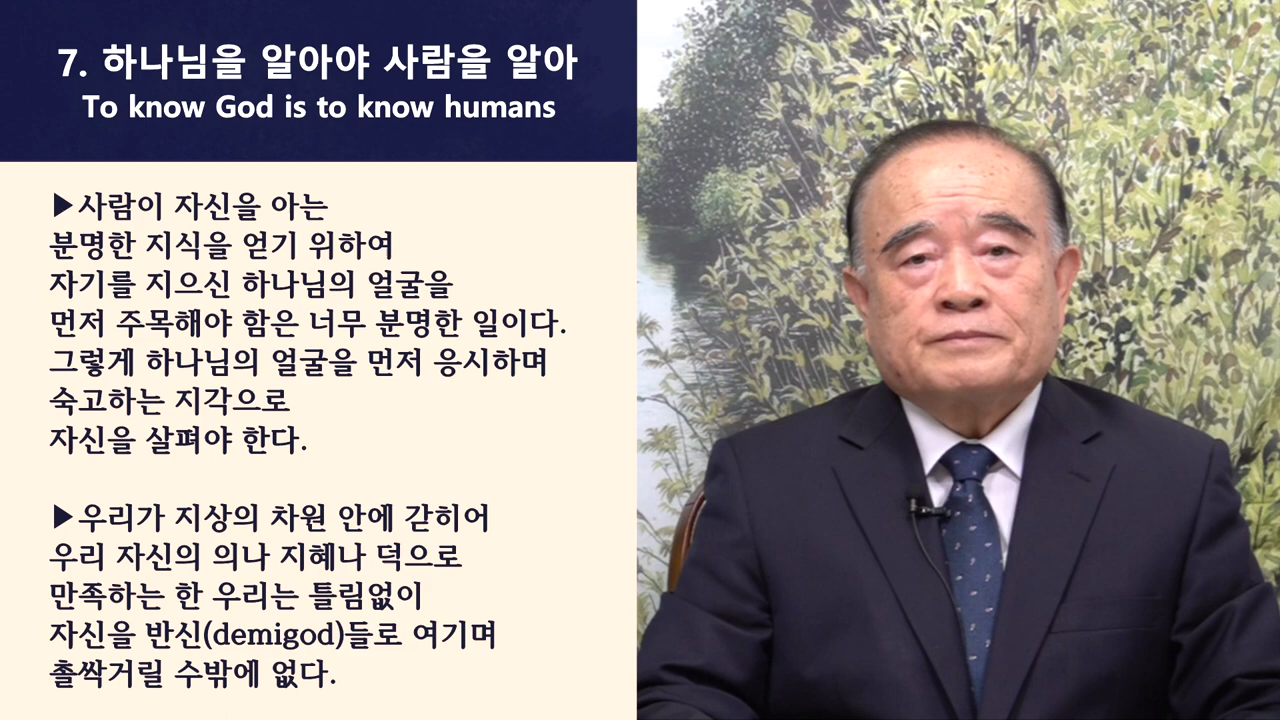 7. 하나님을 알아야 사람을 알아
To know God is to know humans
▶사람이 자신을 아는
분명한 지식을 얻기 위하여
자기를 지으신 하나님의 얼굴을
먼저 주목해야 함은 너무 분명한 일이다.
그렇게 하나님의 얼굴을 먼저 응시하며
숙고하는 지각으로
자신을 살펴야 한다.
▶우리가 지상의 차원 안에 갇히어
우리 자신의 의나 지혜나 덕으로
만족하는 한 우리는 틀림없이
자신을 반신(demigod)들로 여기며
촐싹거릴 수밖에 없다.